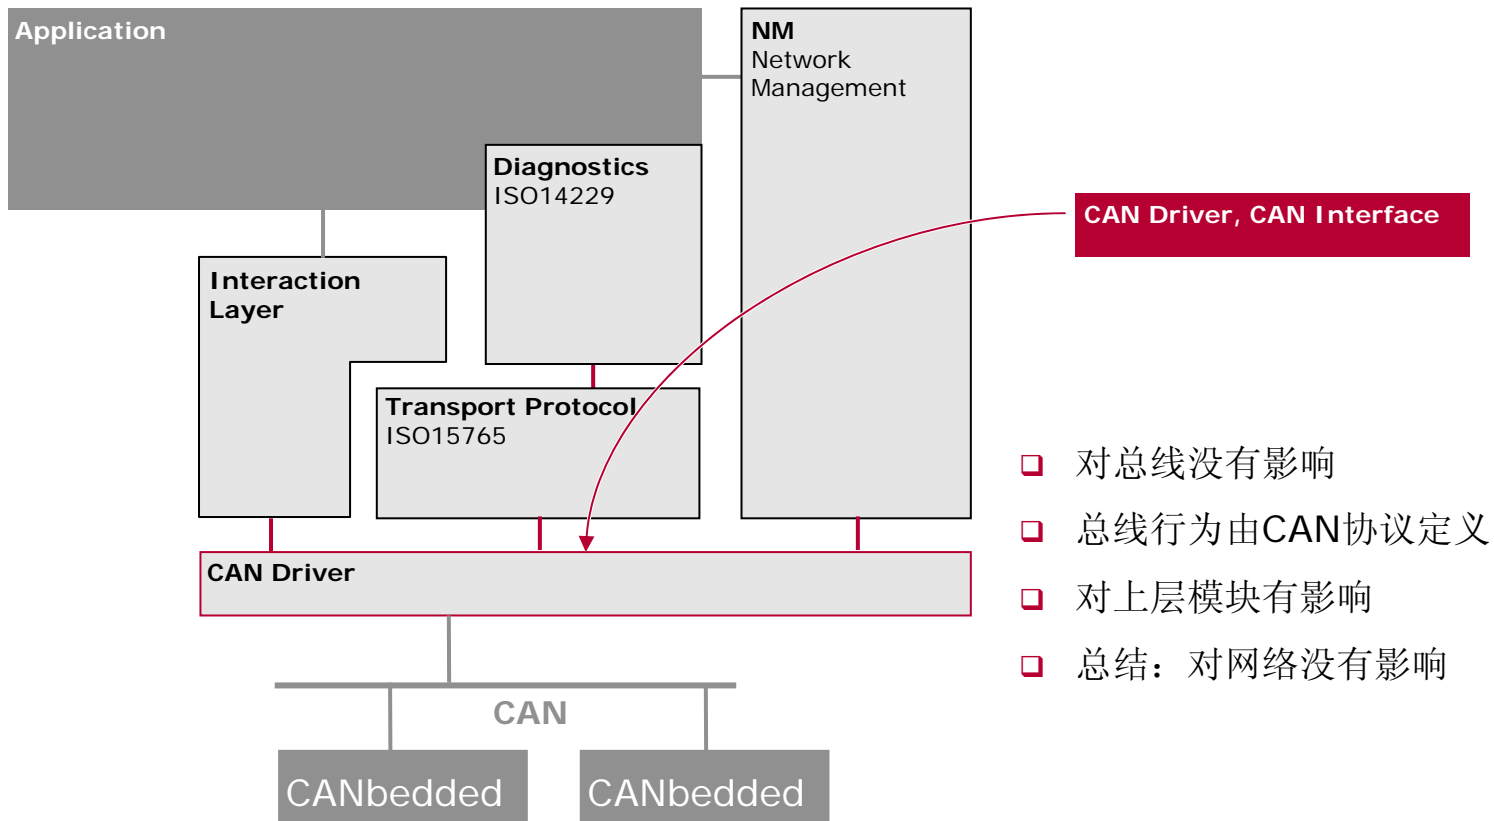 Application
NM
Network
Management
Diagnostics
ISO14229
CAN Driver, CAN Interface
Interaction
Layer
Transport Protocol
ISO15765
CAN Driver
CAN
CANbedded
CANbedded
对总线没有影响
总线行为由CAN协议定义
对上层模块有影响
总结：对网络没有影响